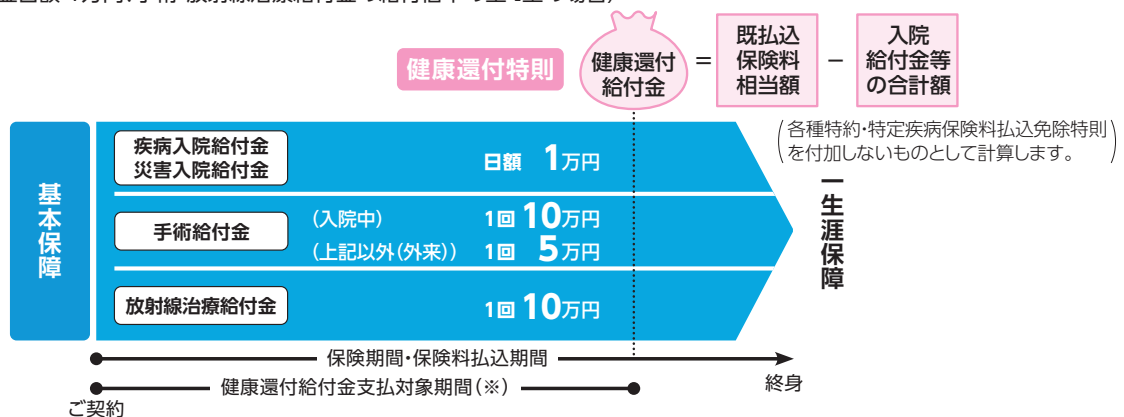 健康還付特則
健康還付
給付金
=
既払込
保険料
相当額
−
入院
給付金等
の合計額
(各種特約・特定疾病保険料払込免除特則
を付加しないものとして計算します。)
基本保障
疾病入院給付金
災害入院給付金
日額 1万円
手術給付金
(入院中) 1回 10万円
(上記以外(外来)) 1回 5万円
放射線治療給付金
1回 10万円
一生涯保障
保険期間・保険料払込期間
健康還付給付金支払対象期間(※)
終身
ご契約